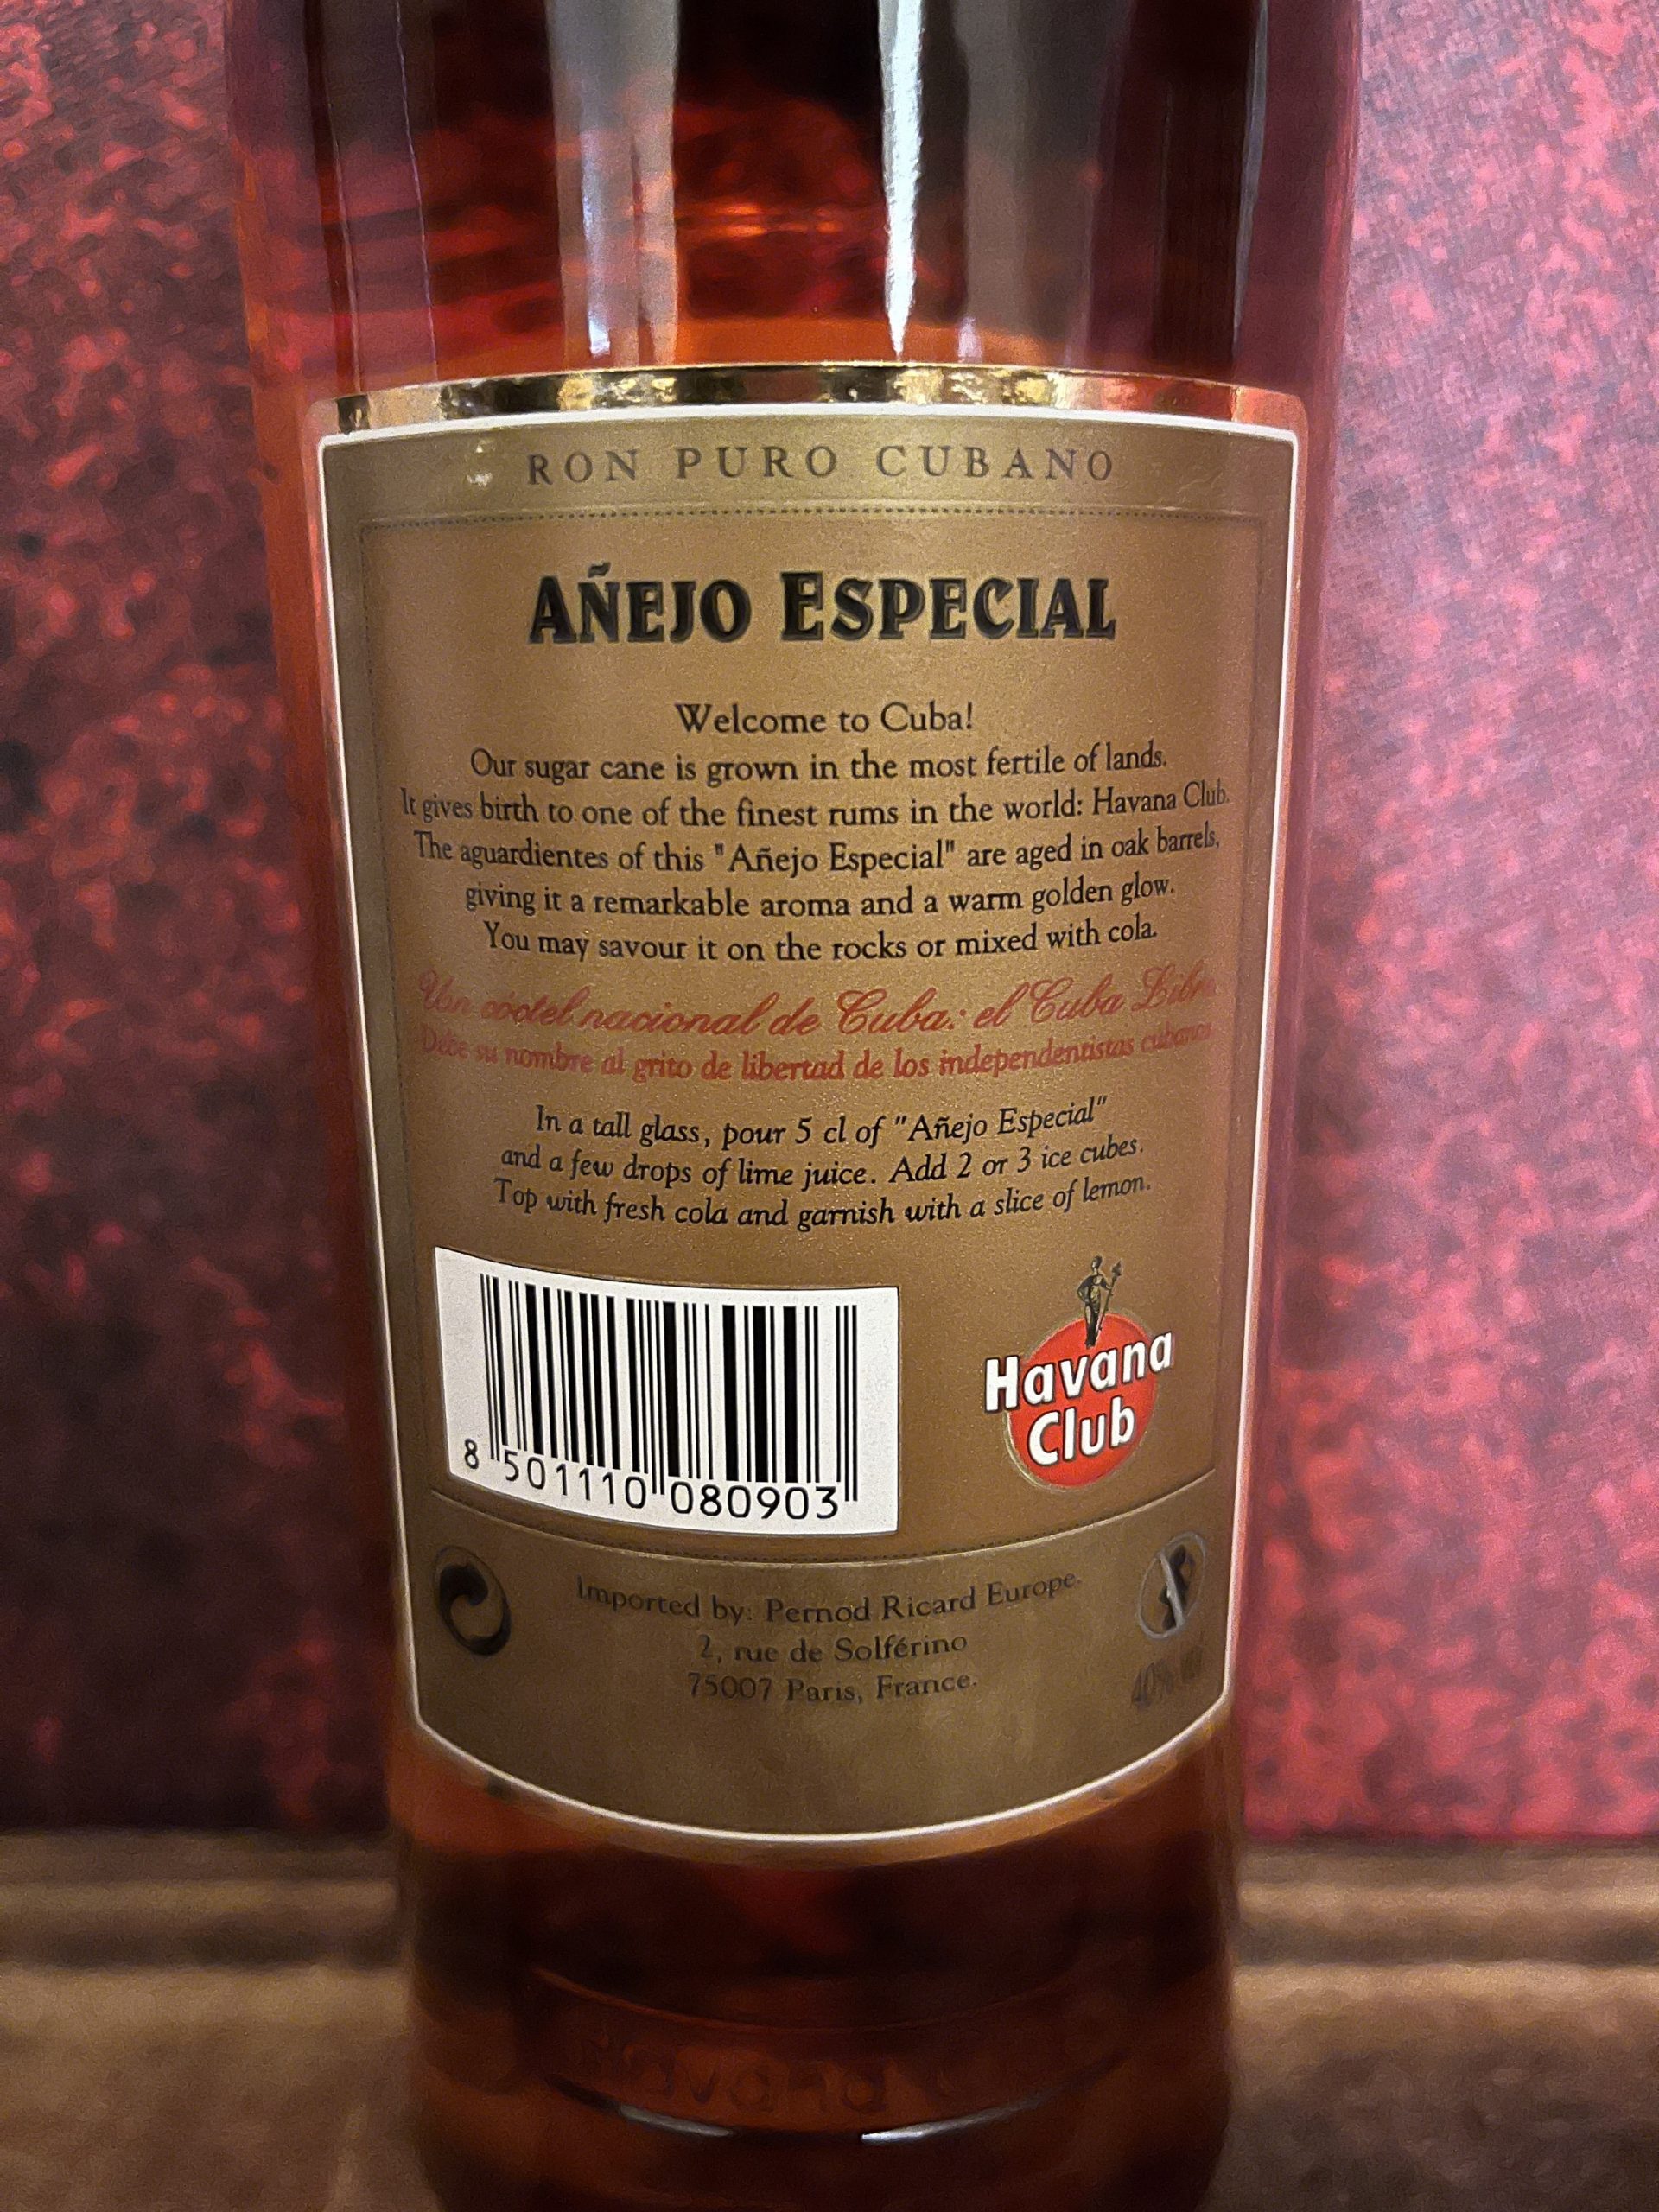 RON PURO CUBANO
AÑEJO ESPECIAL
Welcome to Cuba!
Our sugar cane is grown in the most fertile of lands.
It gives birth to one of the finest rums in the world: Havana Club.
The aguardientes of this "Añejo Especial" are aged in oak barrels,
giving it a remarkable aroma and a warm golden glow.
You may savour it on the rocks or mixed with cola.
Un cóctel nacional de Cuba: el Cuba Libre
Debe su nombre al grito de libertad de los independentistas cubanos
In a tall glass, pour 5 cl of "Añejo Especial"
and a few drops of lime juice. Add 2 or 3 ice cubes.
Top with fresh cola and garnish with a slice of lemon.
Havana
Club
8 501110 080903
Imported by: Pernod Ricard Europe.
2, rue de Solférino
75007 Paris, France.
40%
Havana